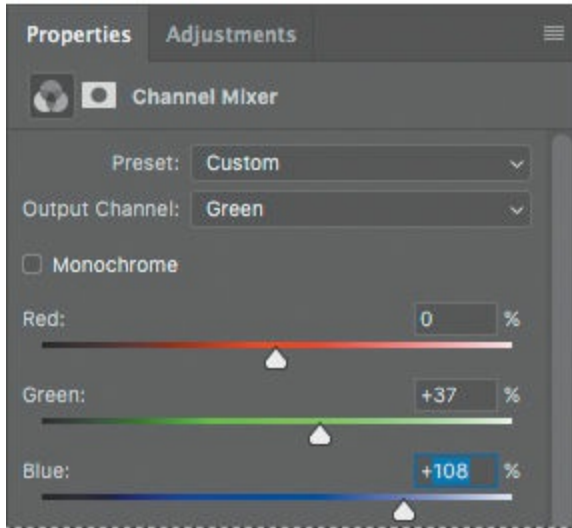 Properties Adjustments
Channel Mixer
Preset: Custom
Output Channel: Green
Monochrome
Red: 0 %
Green: +37 %
Blue: +108 %